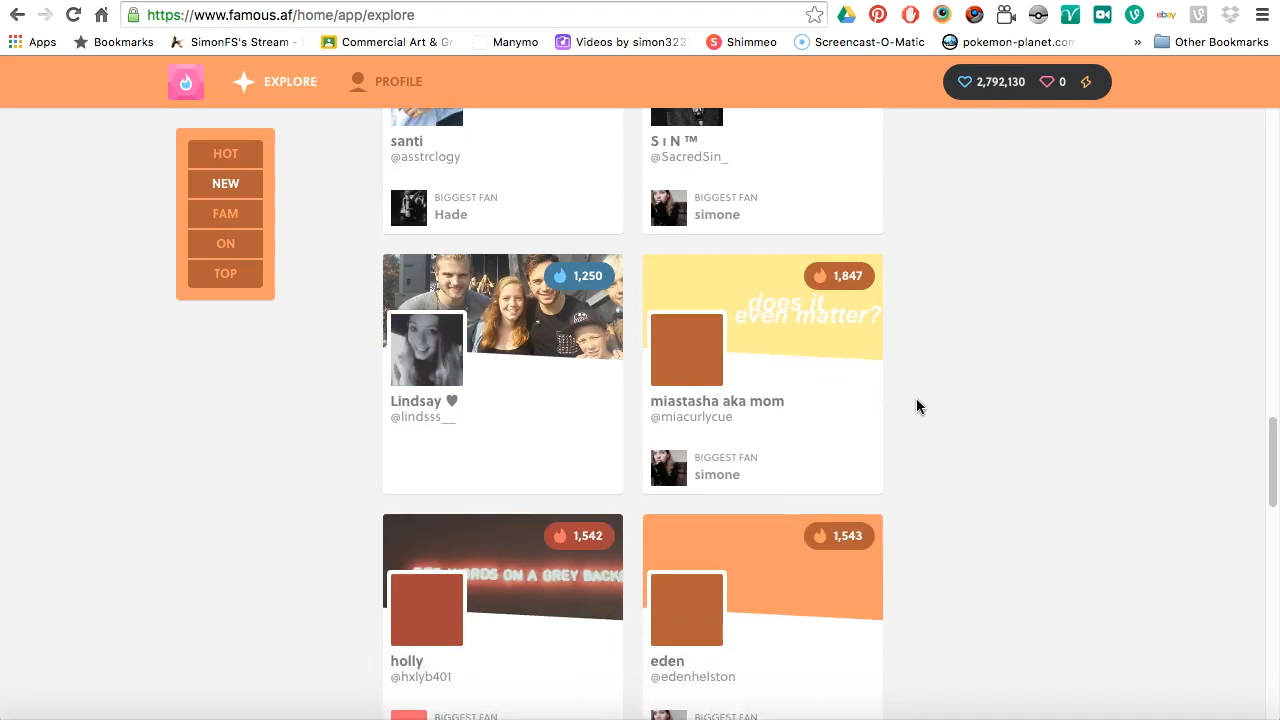 https://www.famous.af/home/app/explore
Apps
Bookmarks
SimonFS's Stream -
Commercial Art & Gr
Manymo
Videos by simon323
Shimmeo
Screencast-O-Matic
pokemon-planet.com
»
Other Bookmarks
EXPLORE
PROFILE
2,792,130
0
HOT
NEW
FAM
ON
TOP
santi
@asstrclogy
BIGGEST FAN
Hade
S ı N ™
@SacredSin_
BIGGEST FAN
simone
1,250
Lindsay ♥
@lindsss__
1,847
does it
even matter?
miastasha aka mom
@miacurlycue
BIGGEST FAN
simone
1,542
WORDS ON A GREY BACK
holly
@hxlyb401
BIGGEST FAN
1,543
eden
@edenhelston
BIGGEST FAN